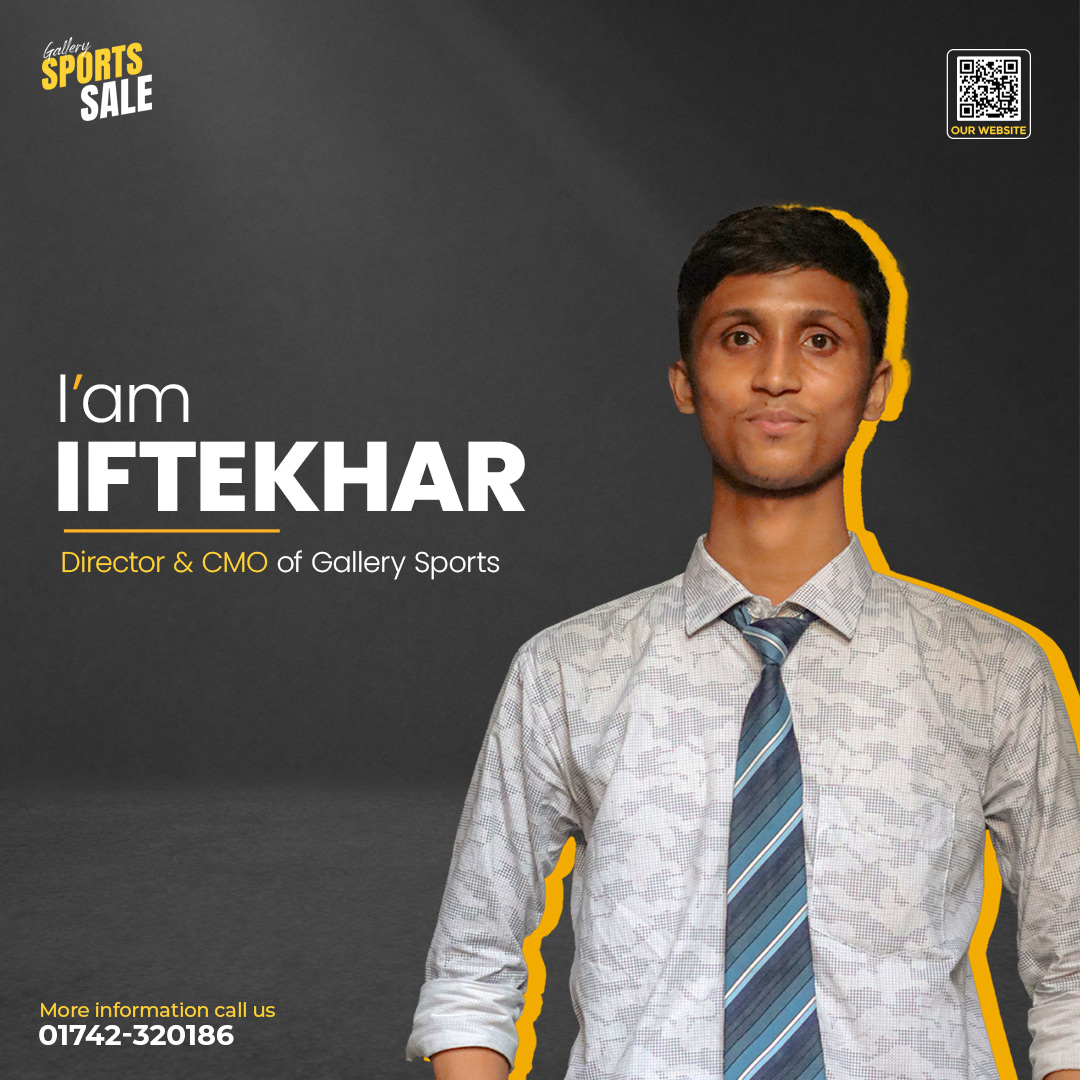 Gallery
SPORTS
SALE
OUR WEBSITE
I'am
IFTEKHAR
Director & CMO of Gallery Sports
More information call us
01742-320186